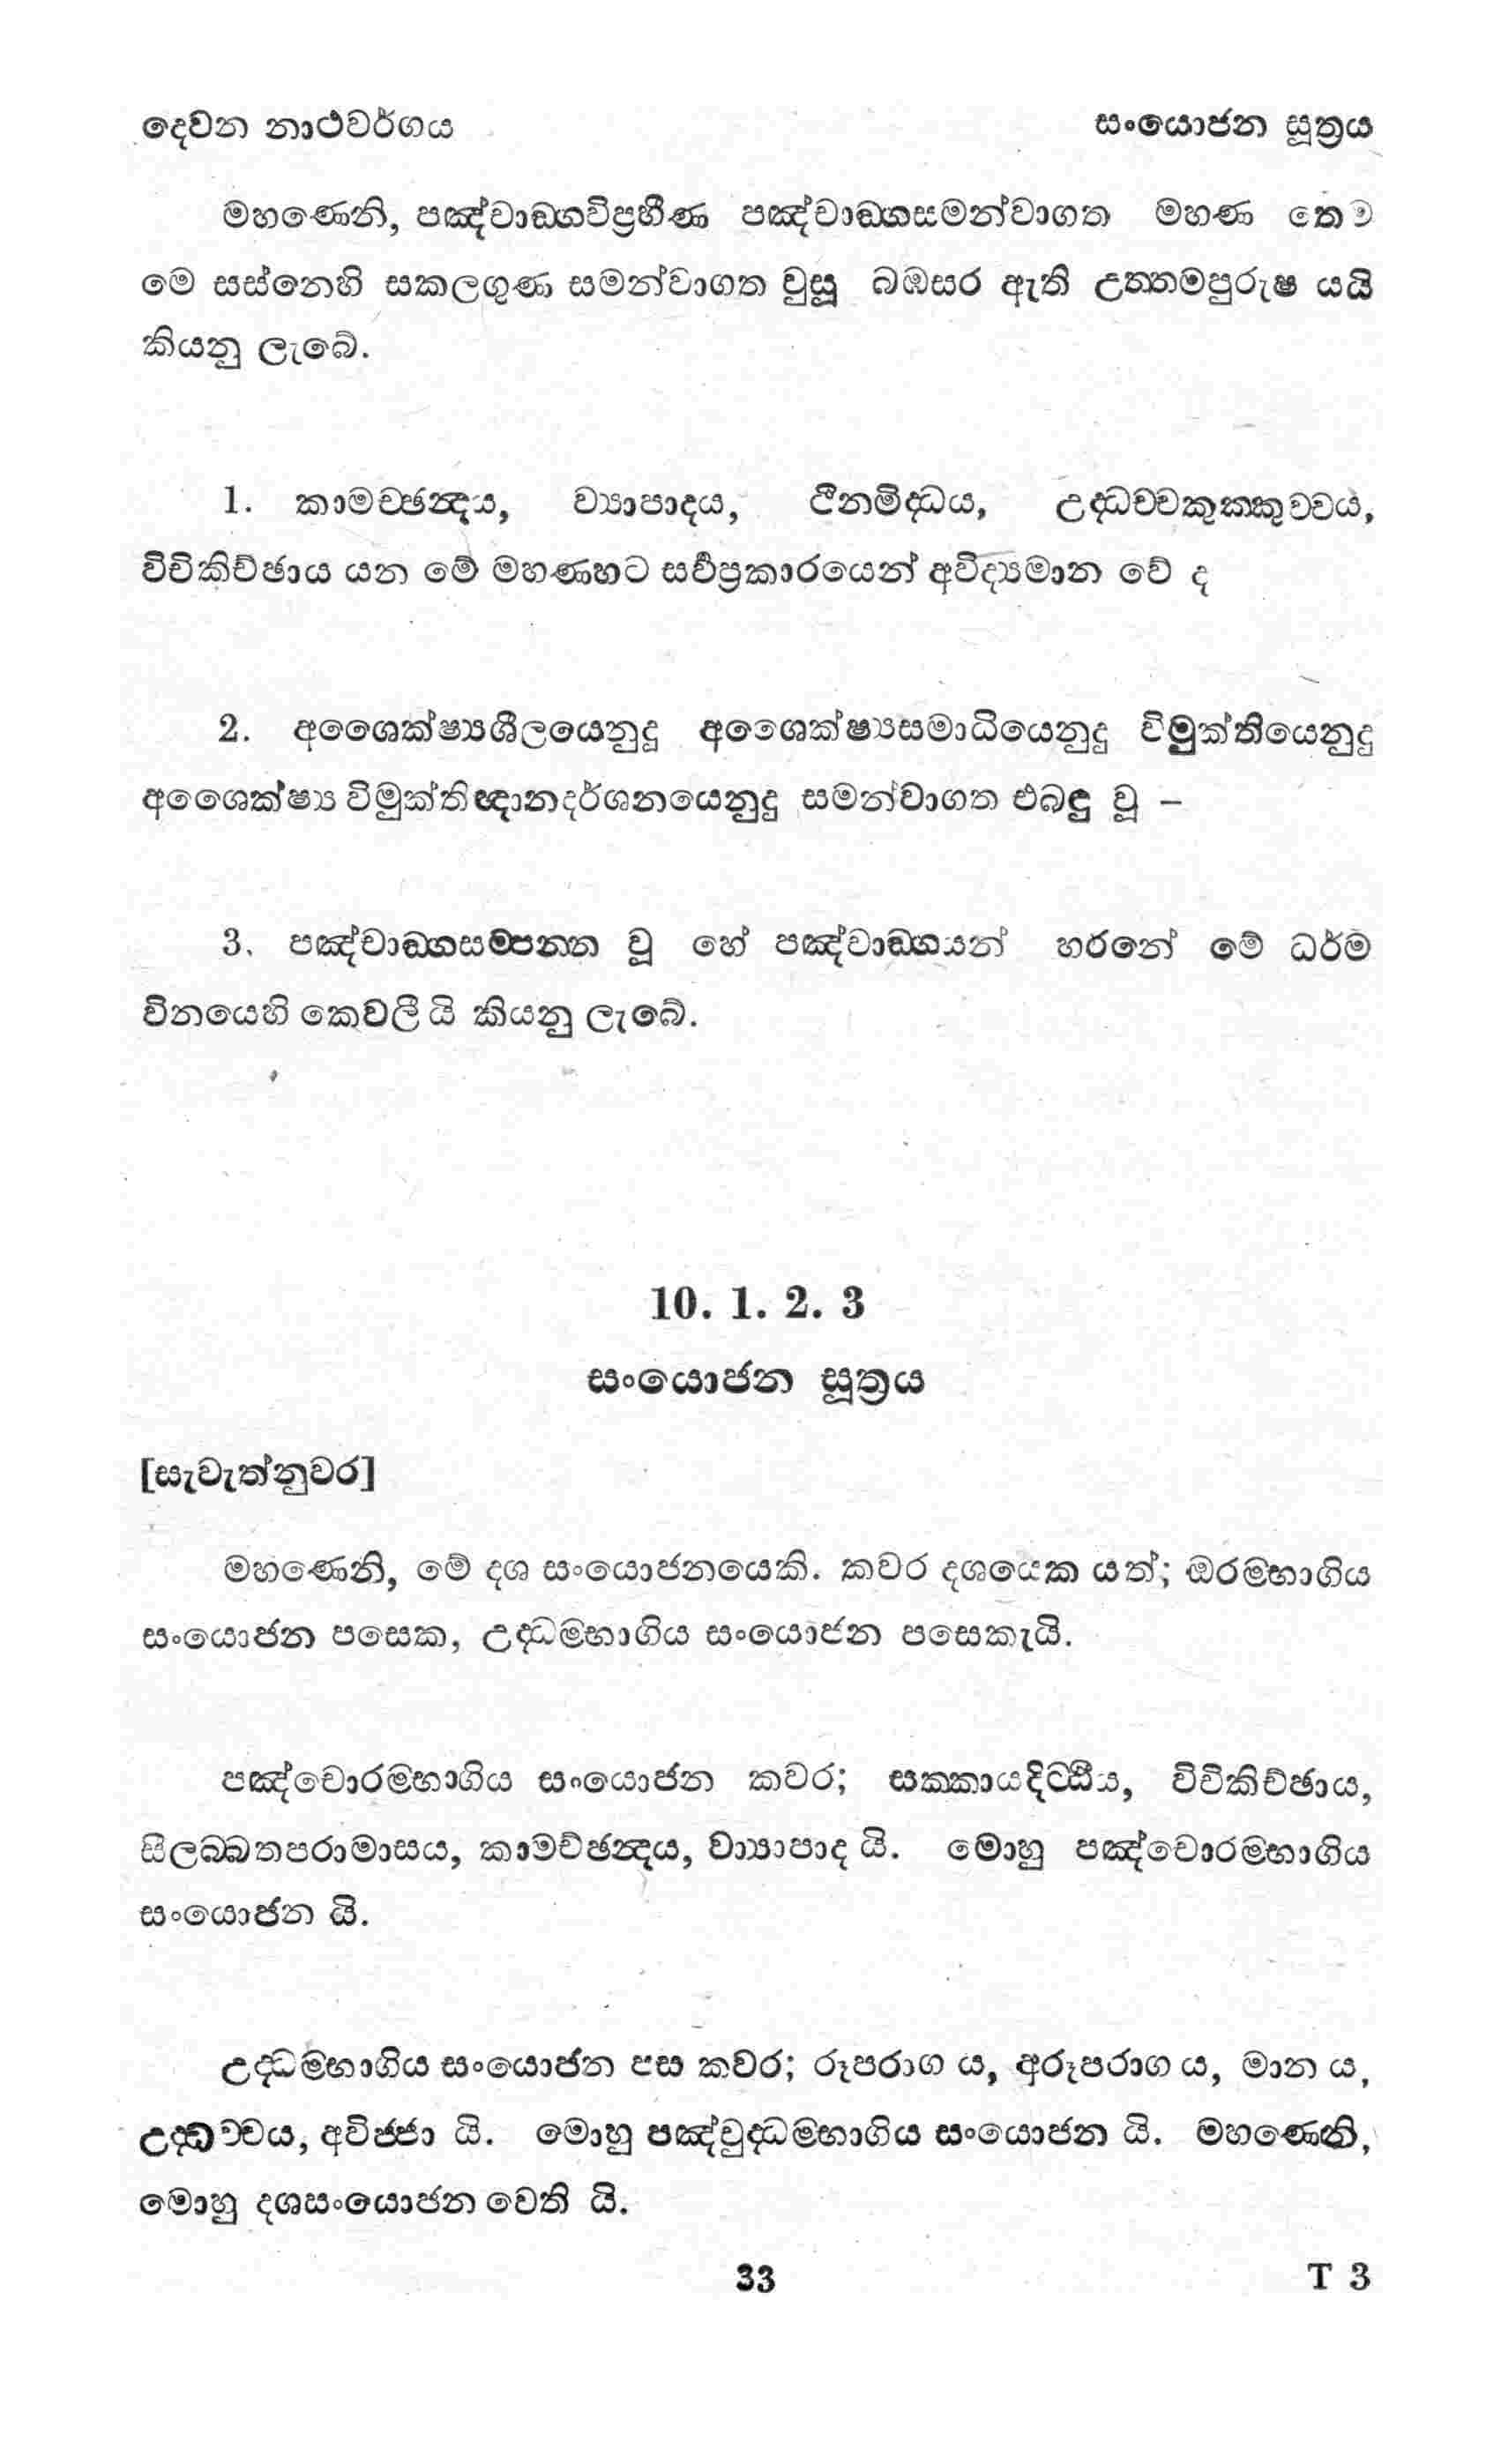 දෙවන නාථවර්ගය සංයොජන සූත්‍රය
මහණෙනි, පඤ්චාඞ්ගවිප්‍රහීණ පඤ්චාඞ්ගසමන්වාගත මහණ තෙම
මෙ සස්නෙහි සකලගුණ සමන්වාගත වුසූ බඹසර ඇති උත්තමපුරුෂ යයි
කියනු ලැබේ.
1. කාමච්ඡන්‍දය, ව්‍යාපාදය, ථීනමිද්‍ධය, උද්‍ධච්චකුක්කුච්චය,
විචිකිච්ඡාය යන මේ මහණහට සර්‍වප්‍රකාරයෙන් අවිද්‍යමාන වේ ද
2. අශෛක්ෂ්‍යශීලයෙනුදු අශෛක්ෂ්‍යසමාධියෙනුදු විමුක්තියෙනුදු
අශෛක්ෂ්‍ය විමුක්තිඥානදර්ශනයෙනුදු සමන්වාගත එබඳු වූ –
3. පඤ්චාඞ්ගසම්පන්න වූ හේ පඤ්චාඞ්ගයන් හරනේ මේ ධර්ම
විනයෙහි කෙවලී යි කියනු ලැබේ.
10. 1. 2. 3
සංයොජන සූත්‍රය
[සැවැත්නුවර]
මහණෙනි, මේ දශ සංයොජනයෙකි. කවර දශයෙක යත්; ඔරම්භාගිය
සංයොජන පසෙක, උද්‍ධම්භාගිය සංයොජන පසෙකැයි.
පඤ්චොරම්භාගිය සංයොජන කවර; සක්කායදිට්ඨිය, විචිකිච්ඡාය,
සීලබ්බතපරාමාසය, කාමච්ඡන්‍දය, ව්‍යාපාද යි. මොහු පඤ්චොරම්භාගිය
සංයොජන යි.
උද්‍ධම්භාගිය සංයොජන පස කවර; රූපරාග ය, අරූපරාග ය, මාන ය,
උද්‍ධච්චය, අවිජ්ජා යි. මොහු පඤ්චුද්‍ධම්භාගිය සංයොජන යි. මහණෙනි,
මොහු දශසංයොජන වෙති යි.
33 T 3